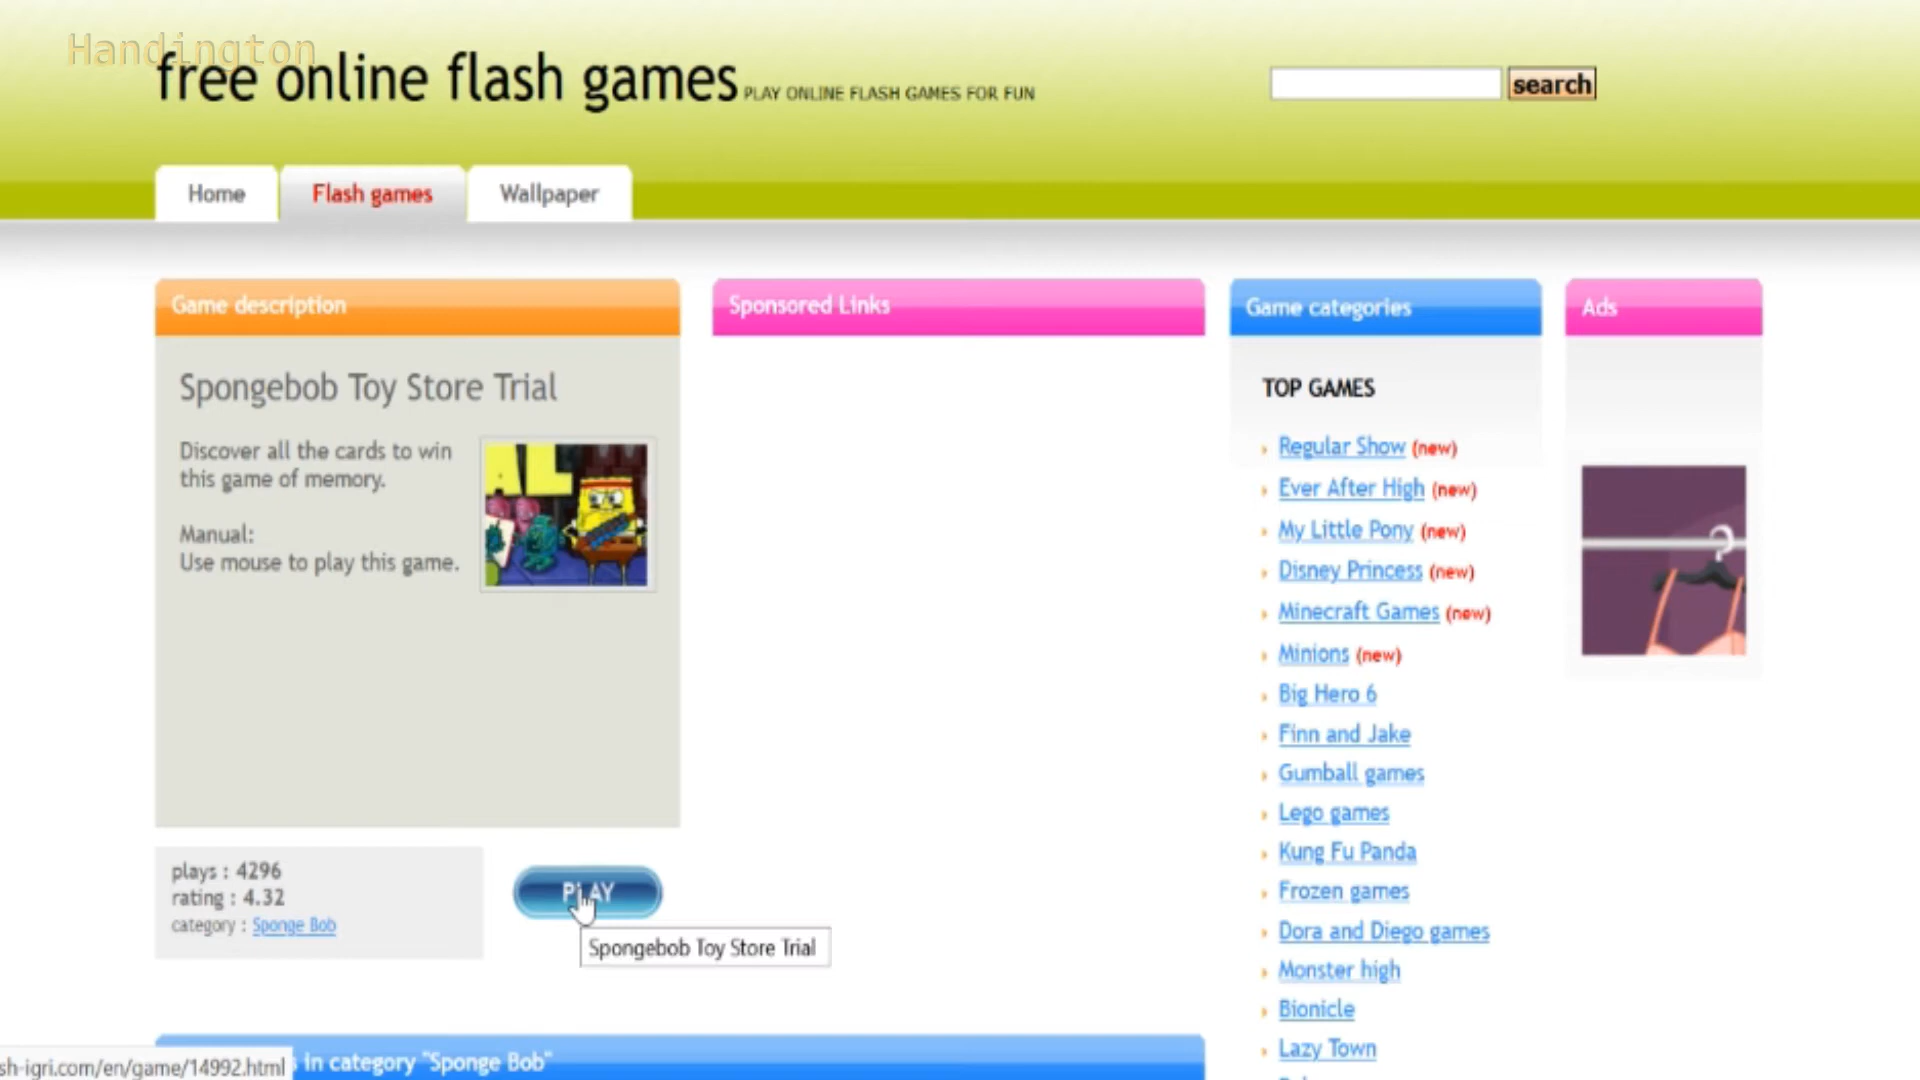 Handington
free online flash games PLAY ONLINE FLASH GAMES FOR FUN
search
Home
Flash games
Wallpaper
Game description
Spongebob Toy Store Trial
Discover all the cards to win
this game of memory.
Manual:
Use mouse to play this game.
AL
plays : 4296
rating : 4.32
category : Sponge Bob
PLAY
Spongebob Toy Store Trial
Sponsored Links
Game categories
TOP GAMES
Regular Show (new)
Ever After High (new)
My Little Pony (new)
Disney Princess (new)
Minecraft Games (new)
Minions (new)
Big Hero 6
Finn and Jake
Gumball games
Lego games
Kung Fu Panda
Frozen games
Dora and Diego games
Monster high
Bionicle
Lazy Town
Ads
in category "Sponge Bob"
sh-igri.com/en/game/14992.html